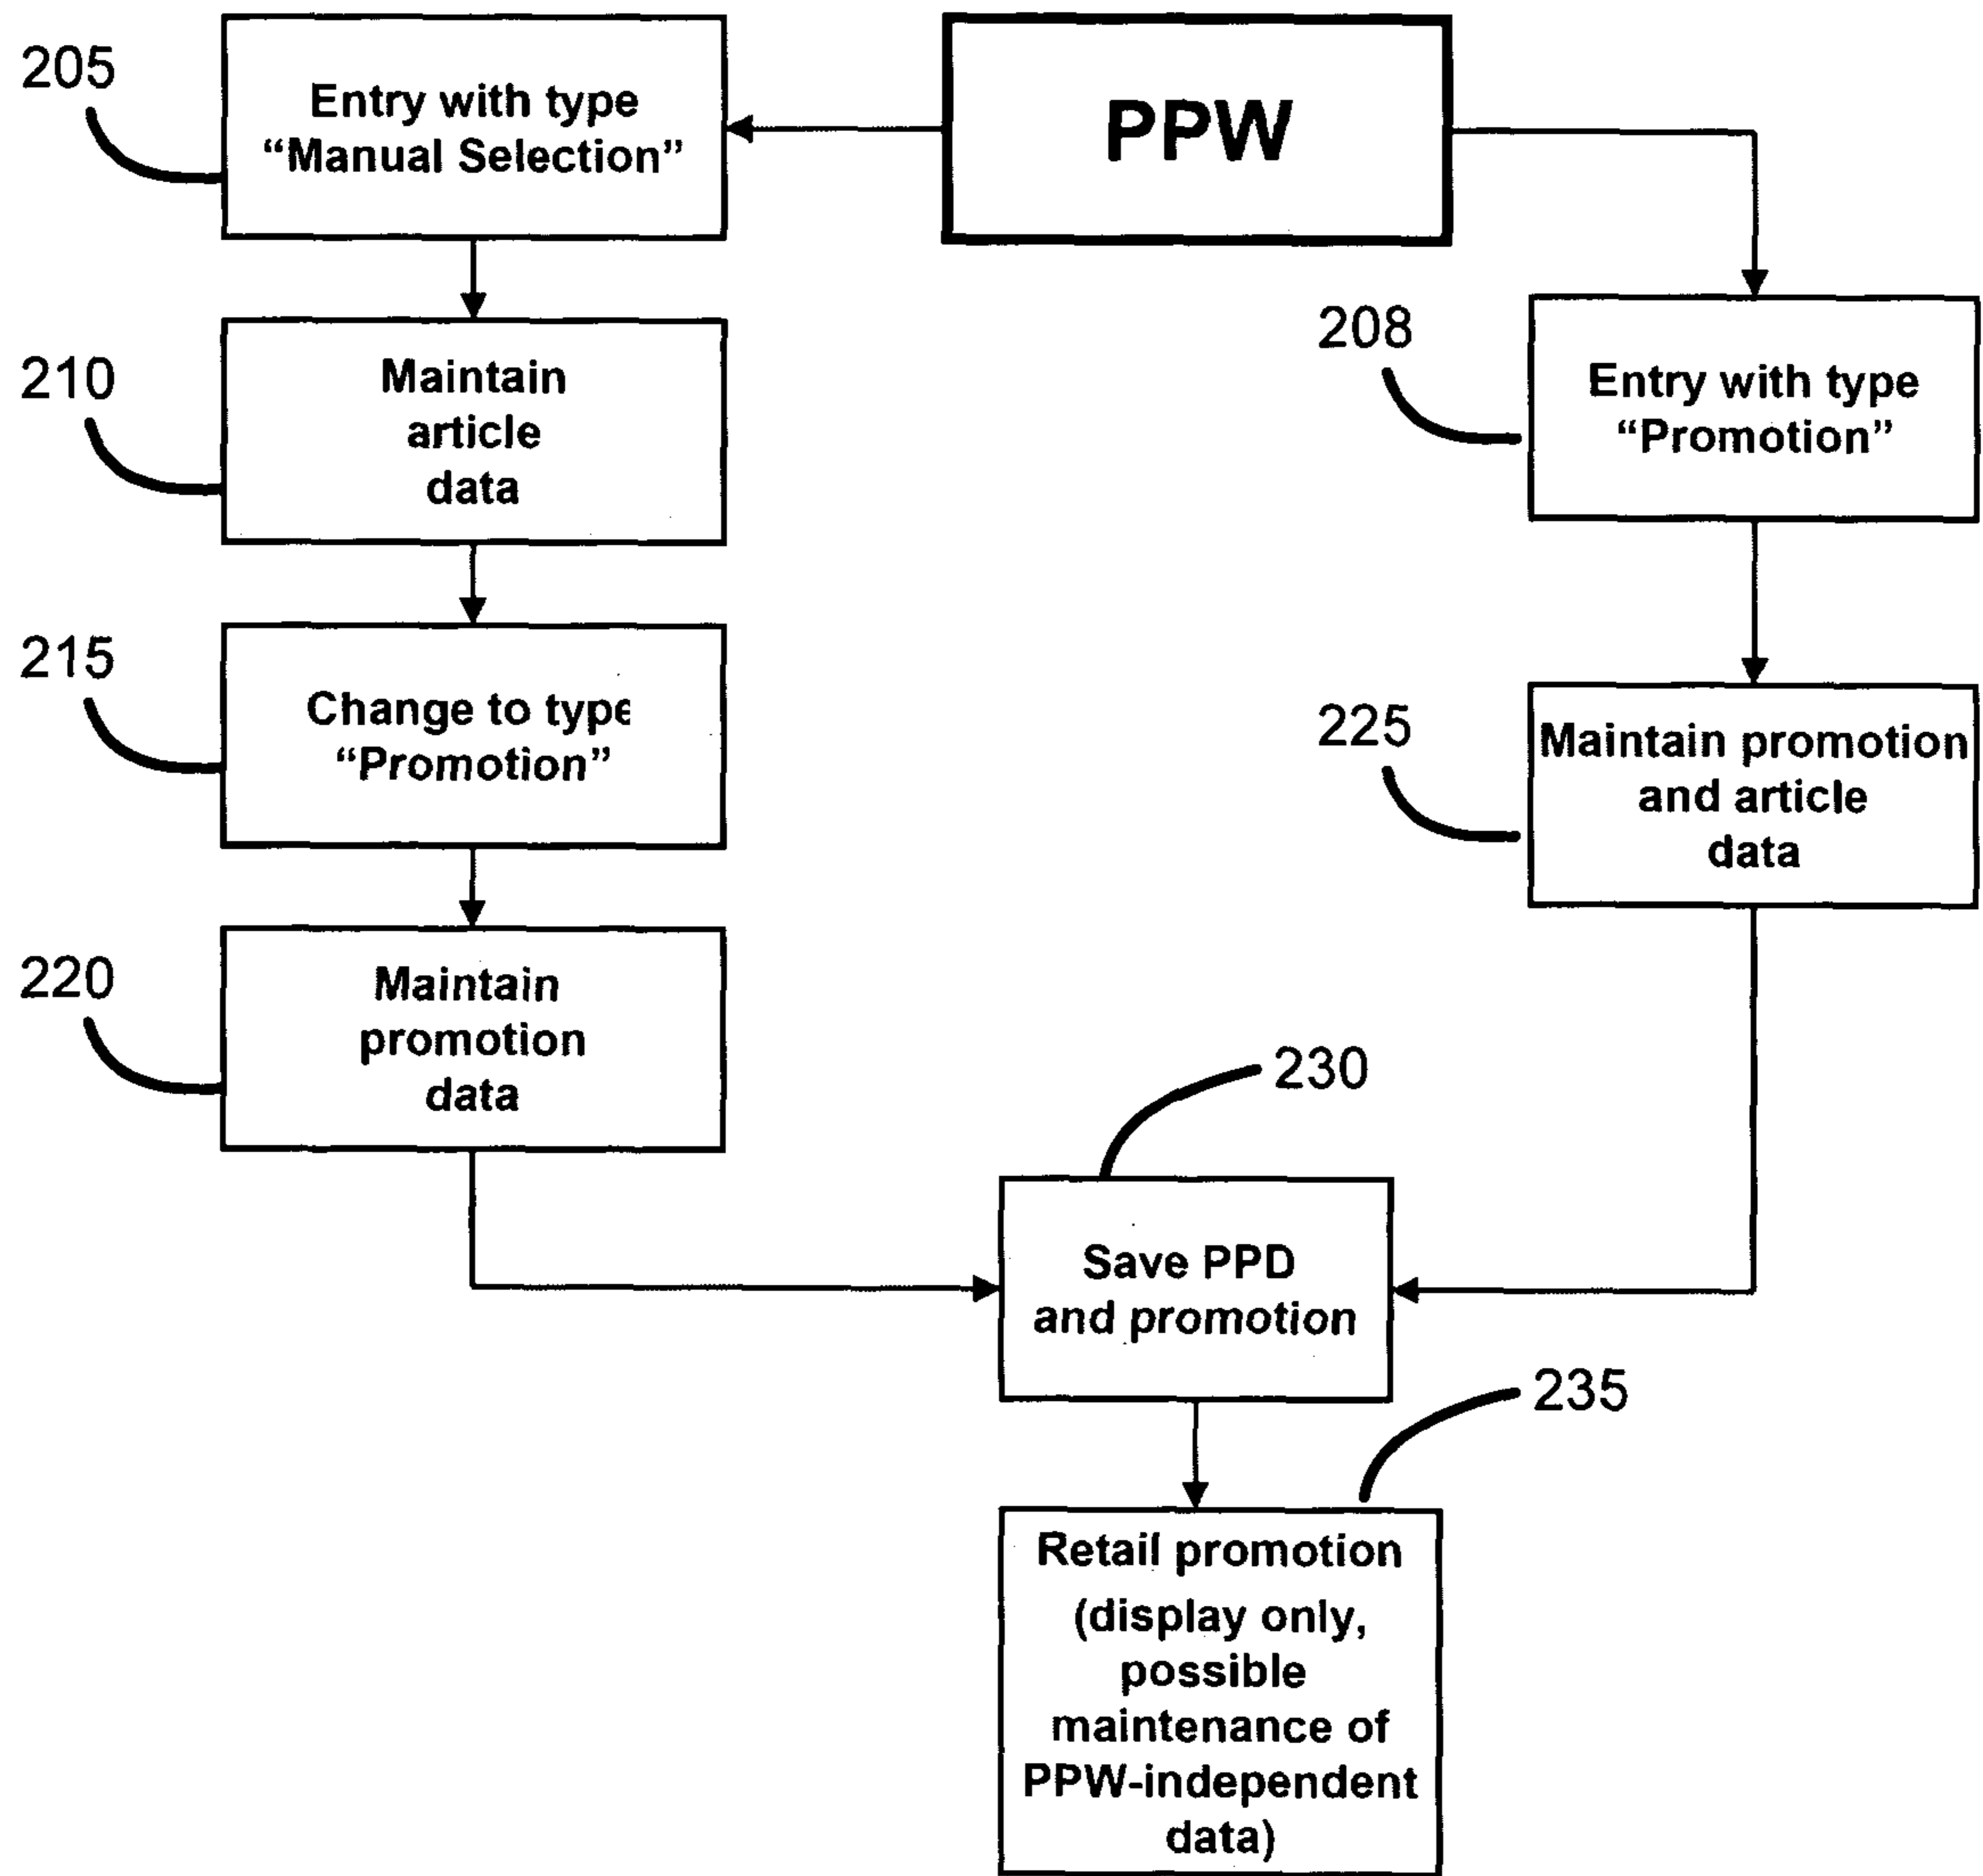 PPW
205
Entry with type
“Manual Selection”
210
Maintain
article
data
215
Change to type
“Promotion”
220
Maintain
promotion
data
208
Entry with type
“Promotion”
225
Maintain promotion
and article
data
230
Save PPD
and promotion
235
Retail promotion
(display only,
possible
maintenance of
PPW-independent
data)